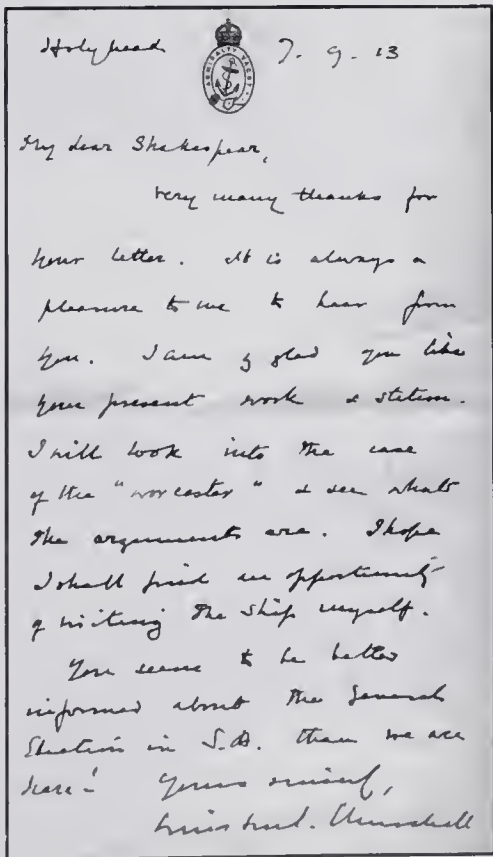 Holyhead 7. 9. 13
ADMIRALTY YACHT
My dear Shakespear,
Very many thanks for
your letter. It is always a
pleasure to me to hear from
you. I am glad you like
your present work & station.
I will look into the case
of the "Worcester" & see what
the arguments are. I hope
I shall find an opportunity
of visiting the ship myself.
You seem to be better
informed about the General
Election in S.A. than we are
here! Yours sincerely,
Winston S. Churchill